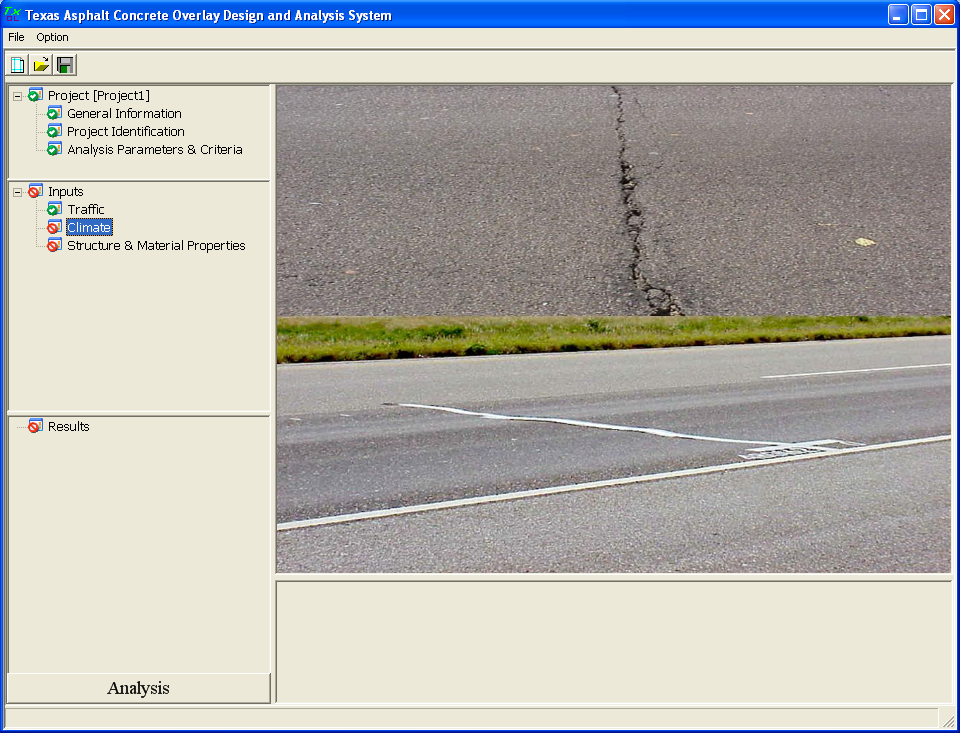 Texas Asphalt Concrete Overlay Design and Analysis System
File Option
Project [Project1]
General Information
Project Identification
Analysis Parameters & Criteria
Inputs
Traffic
Climate
Structure & Material Properties
Results
Analysis